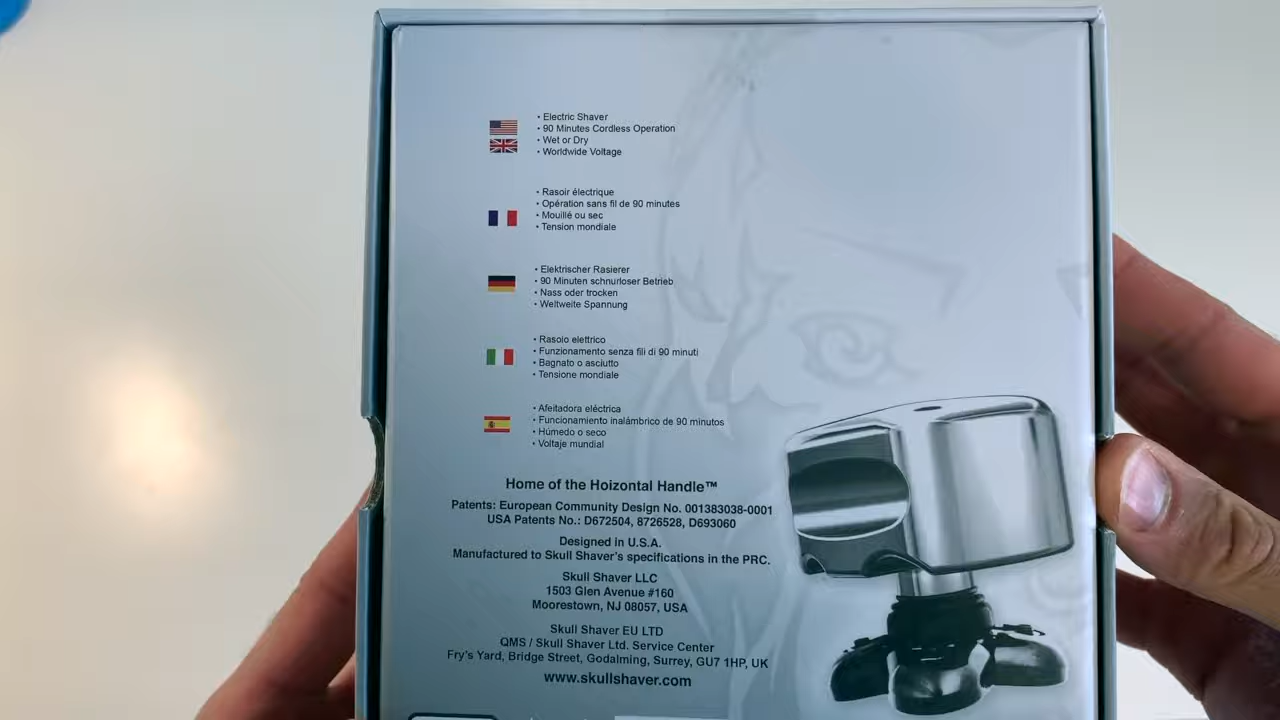 • Electric Shaver
• 90 Minutes Cordless Operation
• Wet or Dry
• Worldwide Voltage
• Rasoir électrique
• Opération sans fil de 90 minutes
• Mouillé ou sec
• Tension mondiale
• Elektrischer Rasierer
• 90 Minuten schnurloser Betrieb
• Nass oder trocken
• Weltweite Spannung
• Rasoio elettrico
• Funzionamento senza fili di 90 minuti
• Bagnato o asciutto
• Tensione mondiale
• Afeitadora eléctrica
• Funcionamiento inalámbrico de 90 minutos
• Húmedo o seco
• Voltaje mundial
Home of the Hoizontal Handle™
Patents: European Community Design No. 001383038-0001
USA Patents No.: D672504, 8726528, D693060
Designed in U.S.A.
Manufactured to Skull Shaver's specifications in the PRC.
Skull Shaver LLC
1503 Glen Avenue #160
Moorestown, NJ 08057, USA
Skull Shaver EU LTD
QMS / Skull Shaver Ltd. Service Center
Fry's Yard, Bridge Street, Godalming, Surrey, GU7 1HP, UK
www.skullshaver.com